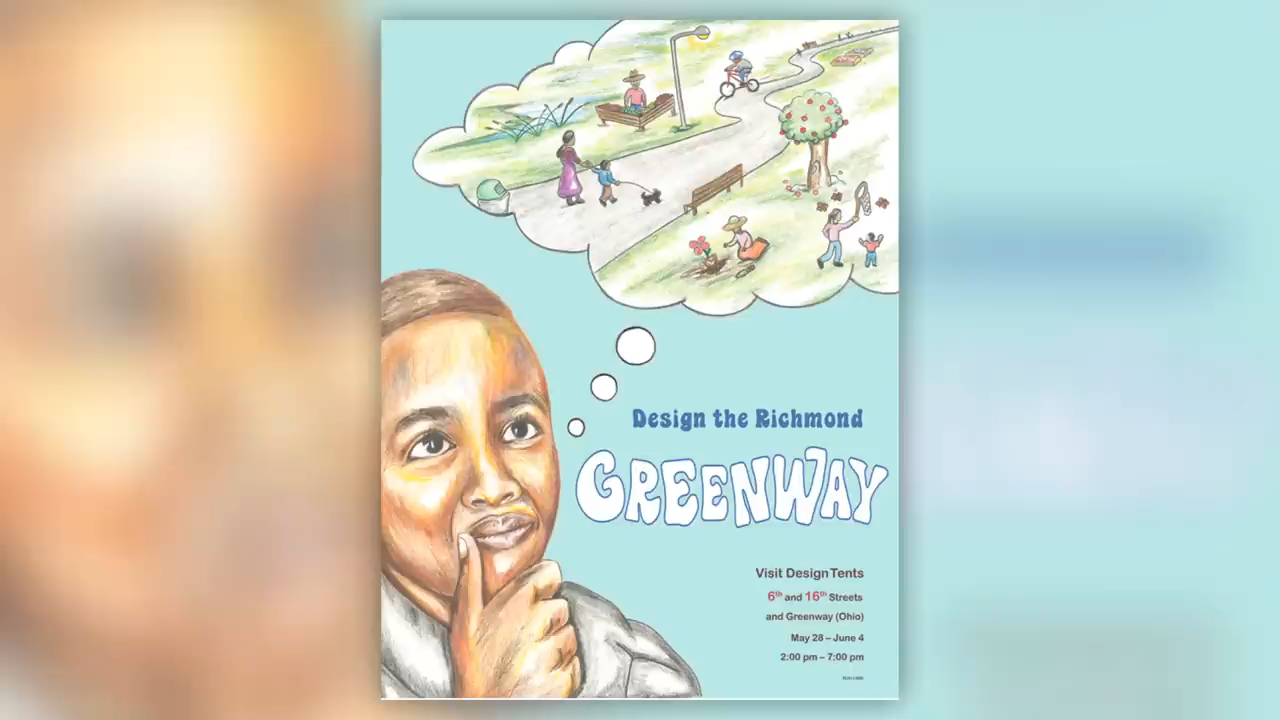 Design the Richmond
GREENWAY
Visit Design Tents
6th and 16th Streets
and Greenway (Ohio)
May 28 – June 4
2:00 pm – 7:00 pm